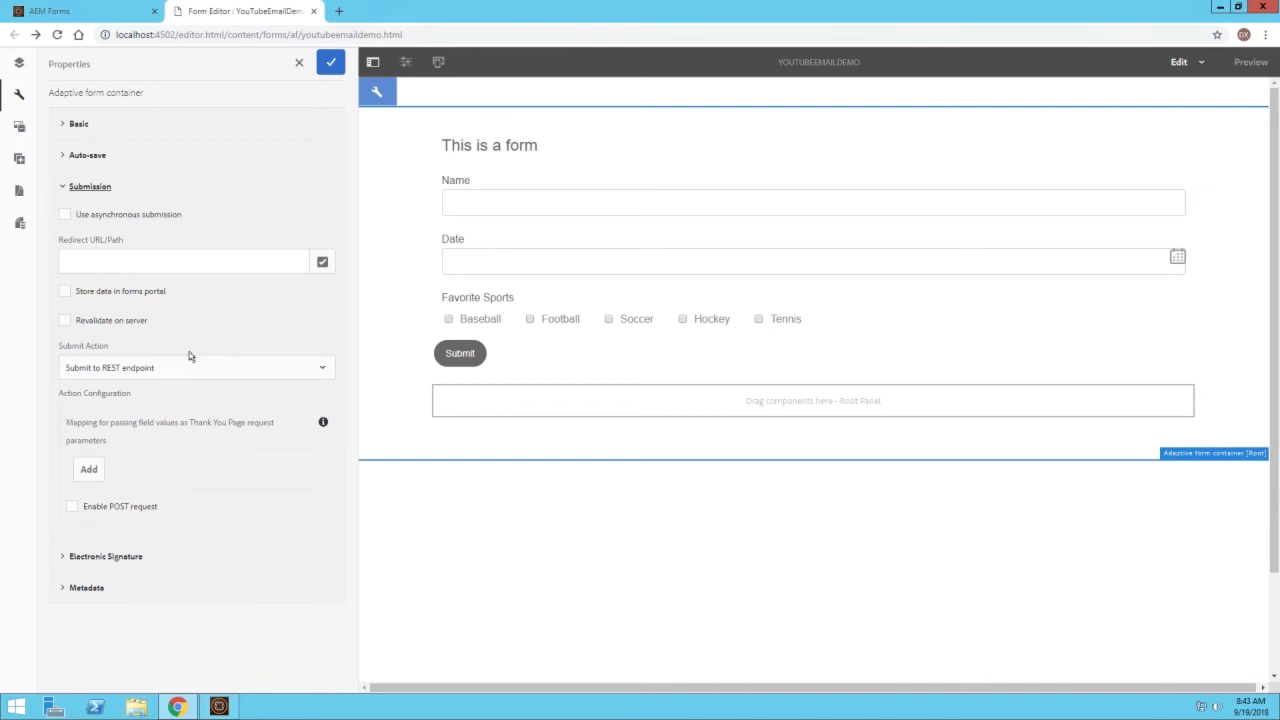 AEM Forms
Form Editor : YouTubeEmailDem
localhost:4502/editor.html/content/forms/af/youtubeemaildemo.html
DX
Properties
YOUTUBEEMAILDEMO
Edit
Preview
Adaptive form container
Basic
Auto-save
Submission
Use asynchronous submission
Redirect URL/Path
Store data in forms portal
Revalidate on server
Submit Action
Submit to REST endpoint
Action Configuration
Mapping for passing field values as Thank You Page request
parameters
Add
Enable POST request
Electronic Signature
Metadata
This is a form
Name
Date
Favorite Sports
Baseball Football Soccer Hockey Tennis
Submit
Drag components here - Root Panel
Adaptive form container [Root]
8:43 AM
9/19/2018